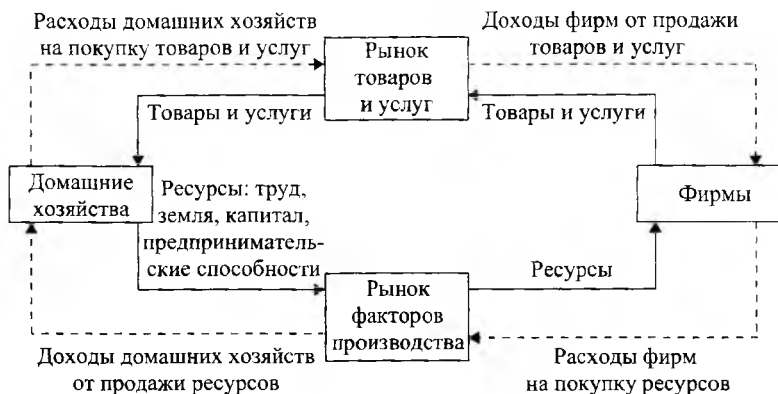 Расходы домашних хозяйств
на покупку товаров и услуг
Рынок
товаров
и услуг
Доходы фирм от продажи
товаров и услуг
Товары и услуги
Товары и услуги
Домашние
хозяйства
Ресурсы: труд,
земля, капитал,
предприниматель-
ские способности
Фирмы
Рынок
факторов
производства
Ресурсы
Доходы домашних хозяйств
от продажи ресурсов
Расходы фирм
на покупку ресурсов